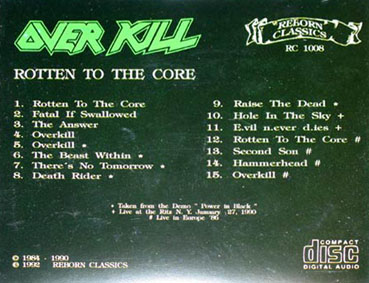 OVER KILL
REBORN CLASSICS
RC 1008
ROTTEN TO THE CORE
1. Rotten To The Core
2. Fatal If Swallowed
3. The Answer
4. Overkill
5. Overkill *
6. The Beast Within *
7. There's No Tomorrow *
8. Death Rider *
9. Raise The Dead *
10. Hole In The Sky +
11. E.vil n.ever d.ies +
12. Rotten To The Core #
13. Second Son #
14. Hammerhead #
15. Overkill #
* Taken from the Demo " Power in Black "
+ Live at the Ritz N. Y. January ,27, 1990
# Live in Europe '86
© 1984 - 1990
© 1992 REBORN CLASSICS
COMPACT
disc
DIGITAL AUDIO